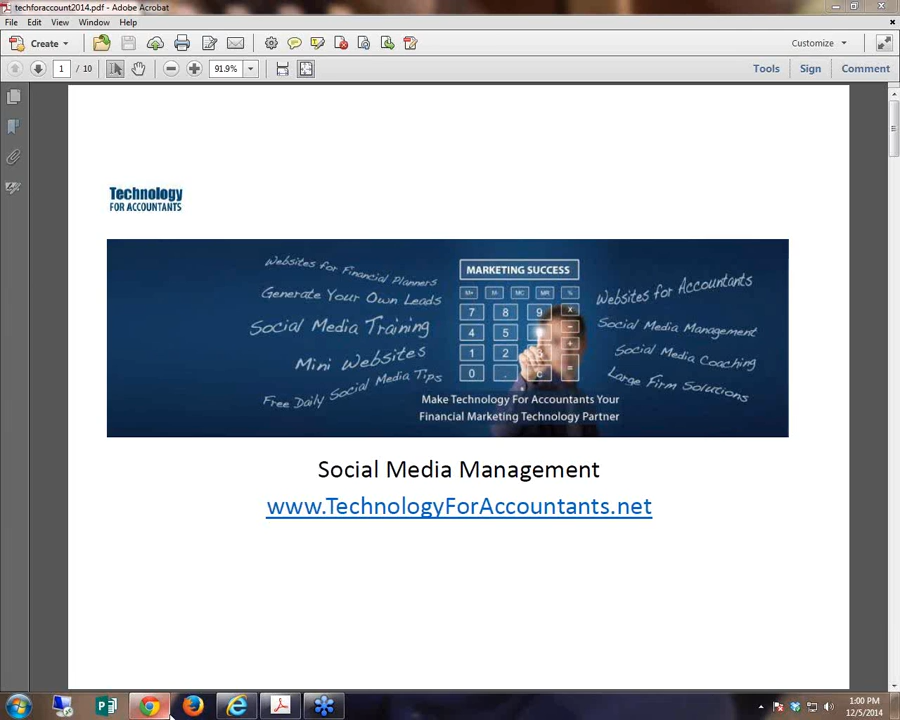 techforaccount2014.pdf - Adobe Acrobat
File Edit View Window Help
Create
Customize
1 / 10
91.9%
Tools Sign Comment
Technology
FOR ACCOUNTANTS
Websites for Financial Planners
Generate Your Own Leads
Social Media Training
Mini Websites
Free Daily Social Media Tips
MARKETING SUCCESS
M+ M- MC MR %
7 8 9 x
4 5 -
1 2 3 +
0 . C =
Websites for Accountants
Social Media Management
Social Media Coaching
Large Firm Solutions
Make Technology For Accountants Your
Financial Marketing Technology Partner
Social Media Management
www.TechnologyForAccountants.net
1:00 PM
12/5/2014